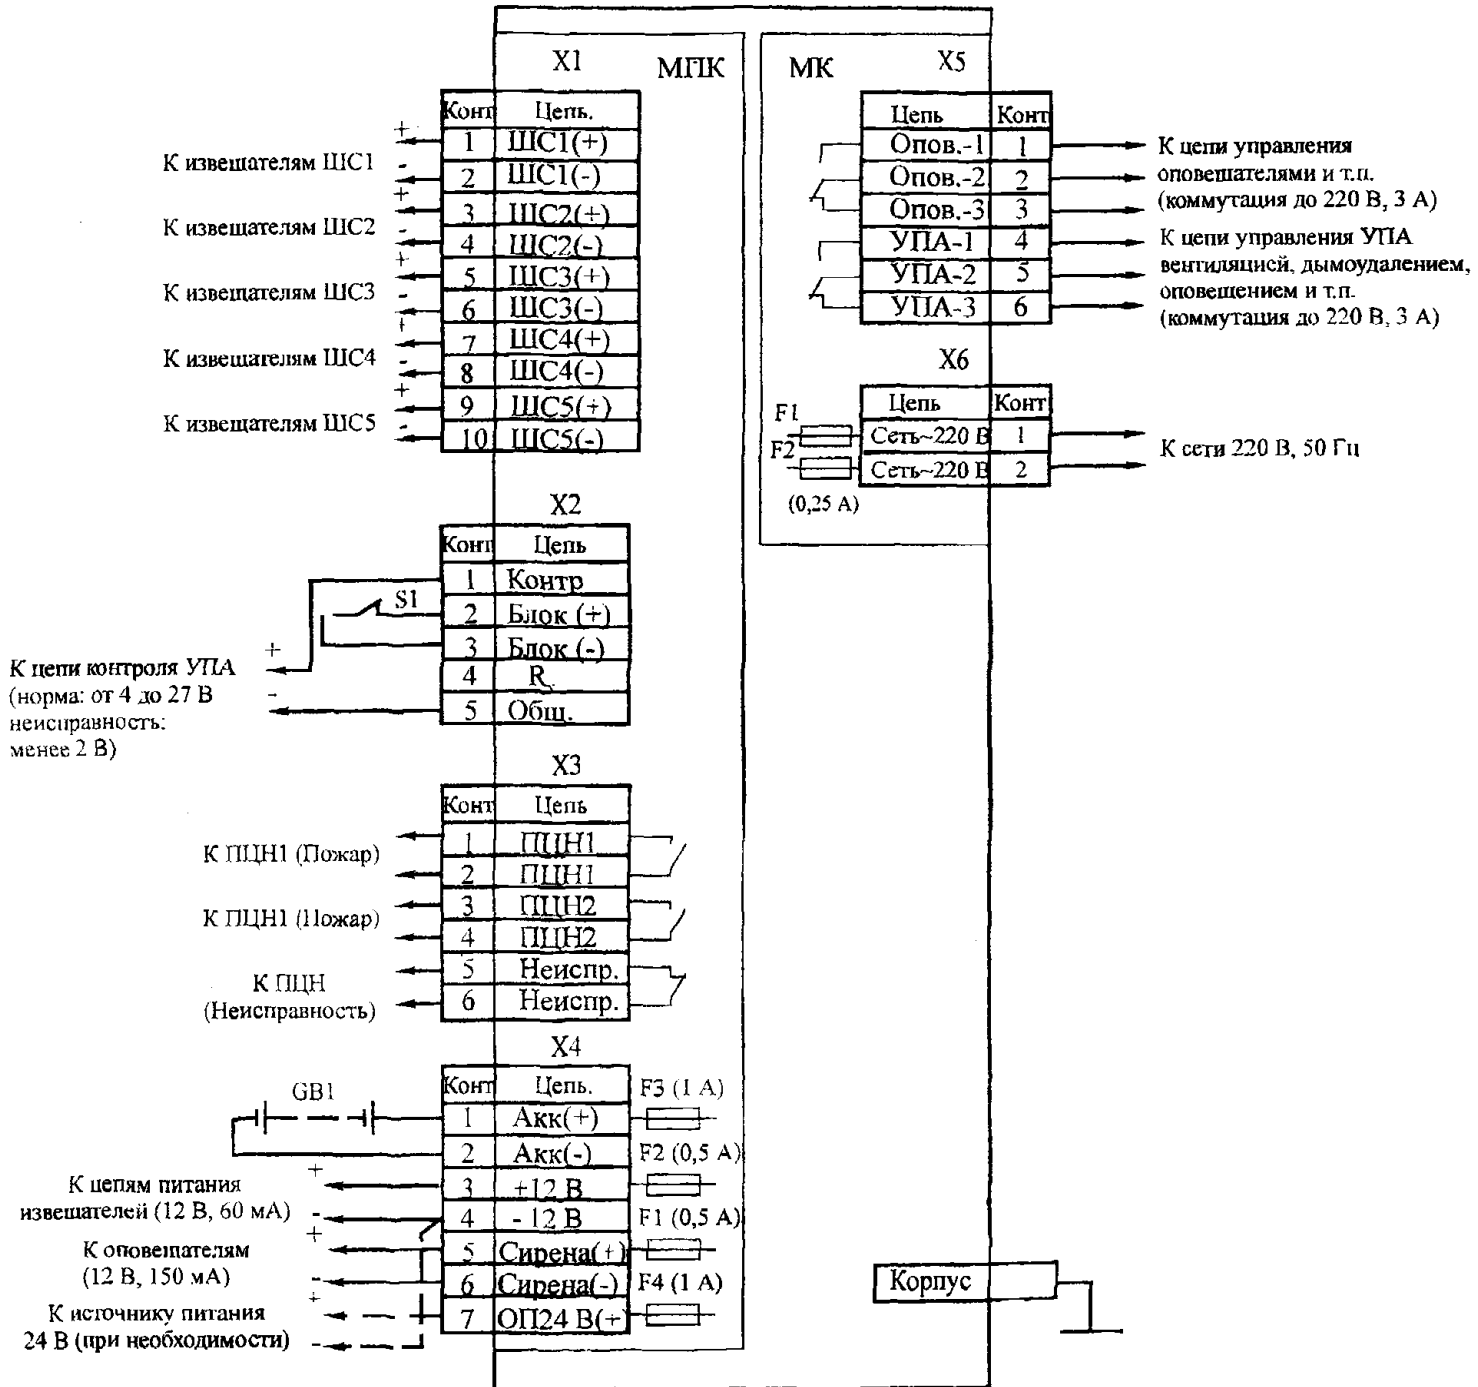 X1
МПК
Конт Цепь.
К извещателям ШС1
+
-
1 ШС1(+)
2 ШС1(-)
К извещателям ШС2
+
-
3 ШС2(+)
4 ШС2(-)
К извещателям ШС3
+
-
5 ШС3(+)
6 ШС3(-)
К извещателям ШС4
+
-
7 ШС4(+)
8 ШС4(-)
К извещателям ШС5
+
-
9 ШС5(+)
10 ШС5(-)
X2
Конт Цепь
1 Контр
S1
2 Блок (+)
3 Блок (-)
4 R
5 Общ.
+
-
К цепи контроля УПА
(норма: от 4 до 27 В
неисправность:
менее 2 В)
X3
Конт Цепь
К ПЦН1 (Пожар)
1 ПЦН1
2 ПЦН1
К ПЦН1 (Пожар)
3 ПЦН2
4 ПЦН2
К ПЦН
(Неисправность)
5 Неиспр.
6 Неиспр.
X4
Конт Цепь.
GB1
1 Акк(+)
F3 (1 А)
2 Акк(-)
F2 (0,5 А)
К цепям питания
извещателей (12 В, 60 мА)
+
-
3 +12 В
4 - 12 В
F1 (0,5 А)
К оповещателям
(12 В, 150 мА)
+
-
5 Сирена(+)
6 Сирена(-)
F4 (1 А)
К источнику питания
24 В (при необходимости)
+
-
7 ОП24 В(+
МК
X5
Цепь Конт
Опов.-1 1
Опов.-2 2
Опов.-3 3
К цепи управления
оповещателями и т.п.
(коммутация до 220 В, 3 А)
УПА-1 4
УПА-2 5
УПА-3 6
К цепи управления УПА
вентиляцией, дымоудалением,
оповещением и т.п.
(коммутация до 220 В, 3 А)
X6
Цепь Конт
F1
Сеть~220 В 1
F2
Сеть~220 В 2
(0,25 А)
К сети 220 В, 50 Гц
Корпус